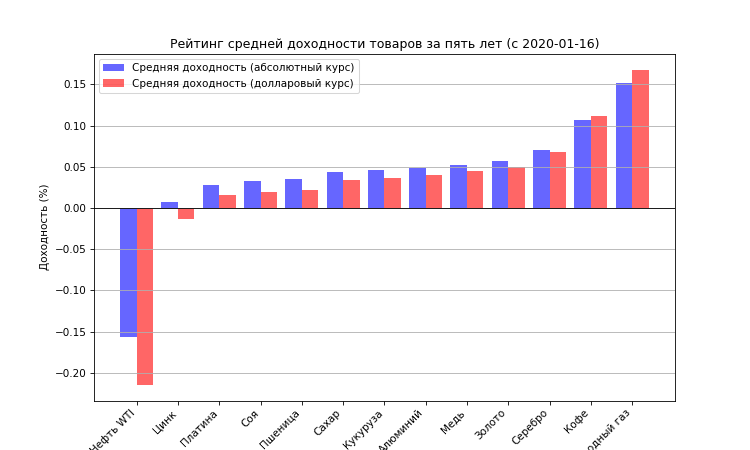 Рейтинг средней доходности товаров за пять лет (с 2020-01-16)
Средняя доходность (абсолютный курс)
Средняя доходность (долларовый курс)
Доходность (%)
0.15
0.10
0.05
0.00
−0.05
−0.10
−0.15
−0.20
Нефть WTI
Цинк
Платина
Соя
Пшеница
Сахар
Кукуруза
Алюминий
Медь
Золото
Серебро
Кофе
одный газ